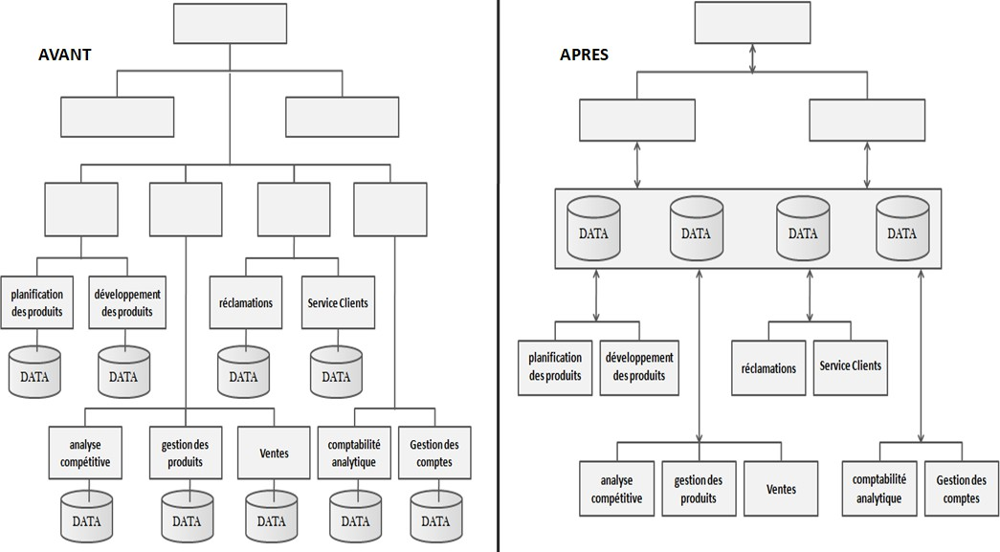 AVANT
planification
des produits
développement
des produits
réclamations
Service Clients
DATA
DATA
DATA
DATA
analyse
compétitive
gestion des
produits
Ventes
comptabilité
analytique
Gestion des
comptes
DATA
DATA
DATA
DATA
DATA
APRES
DATA
DATA
DATA
DATA
planification
des produits
développement
des produits
réclamations
Service Clients
analyse
compétitive
gestion des
produits
Ventes
comptabilité
analytique
Gestion des
comptes